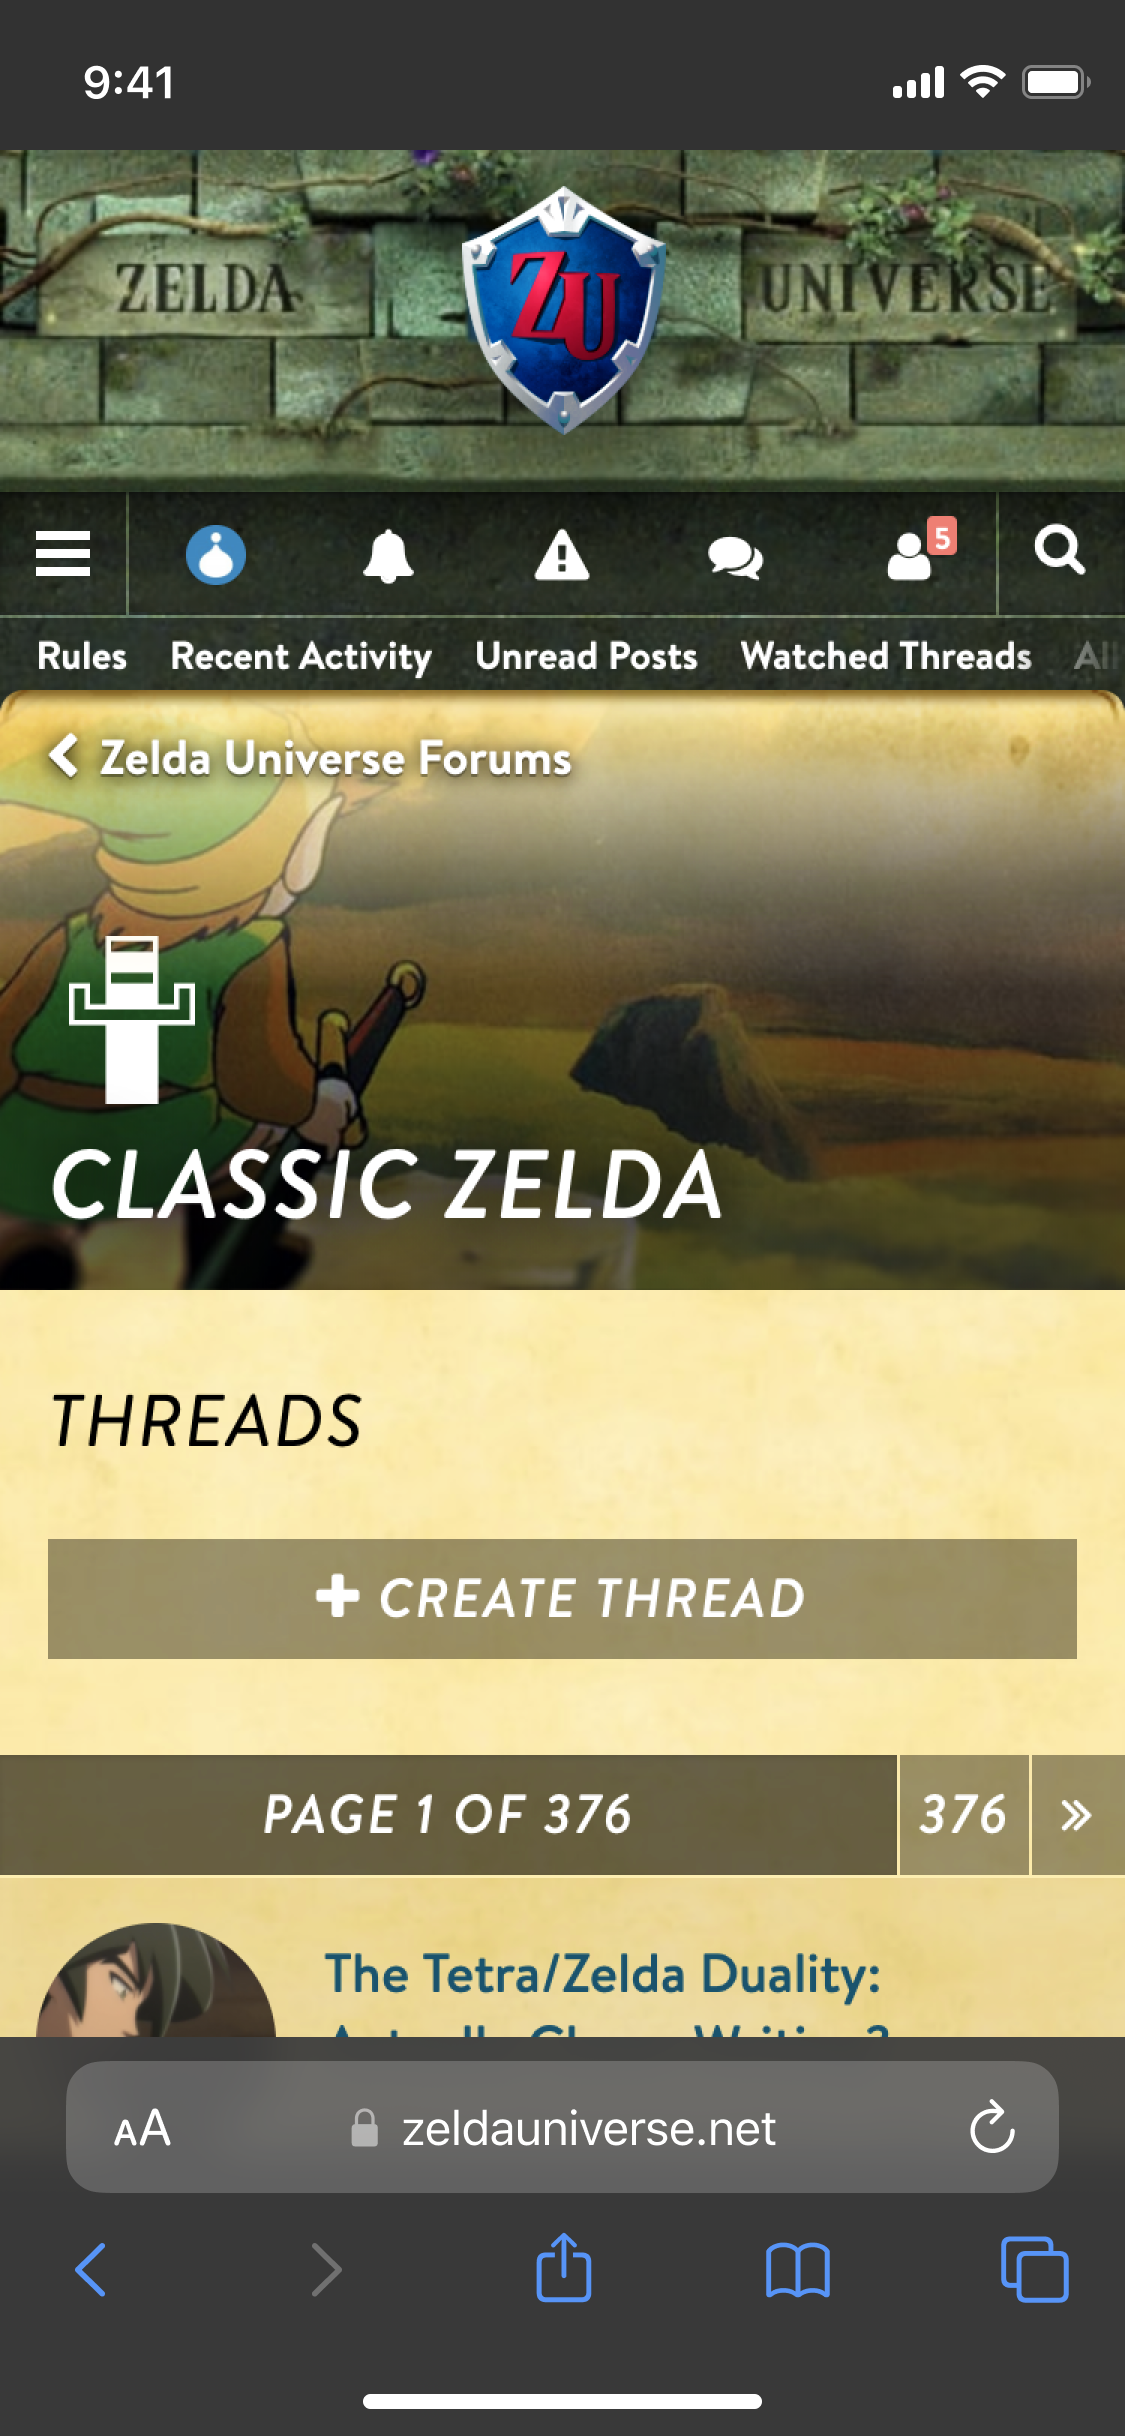 9:41
ZELDA
ZU
UNIVERSE
5
Rules Recent Activity Unread Posts Watched Threads All
Zelda Universe Forums
CLASSIC ZELDA
THREADS
CREATE THREAD
PAGE 1 OF 376 376 »
The Tetra/Zelda Duality:
AA zeldauniverse.net